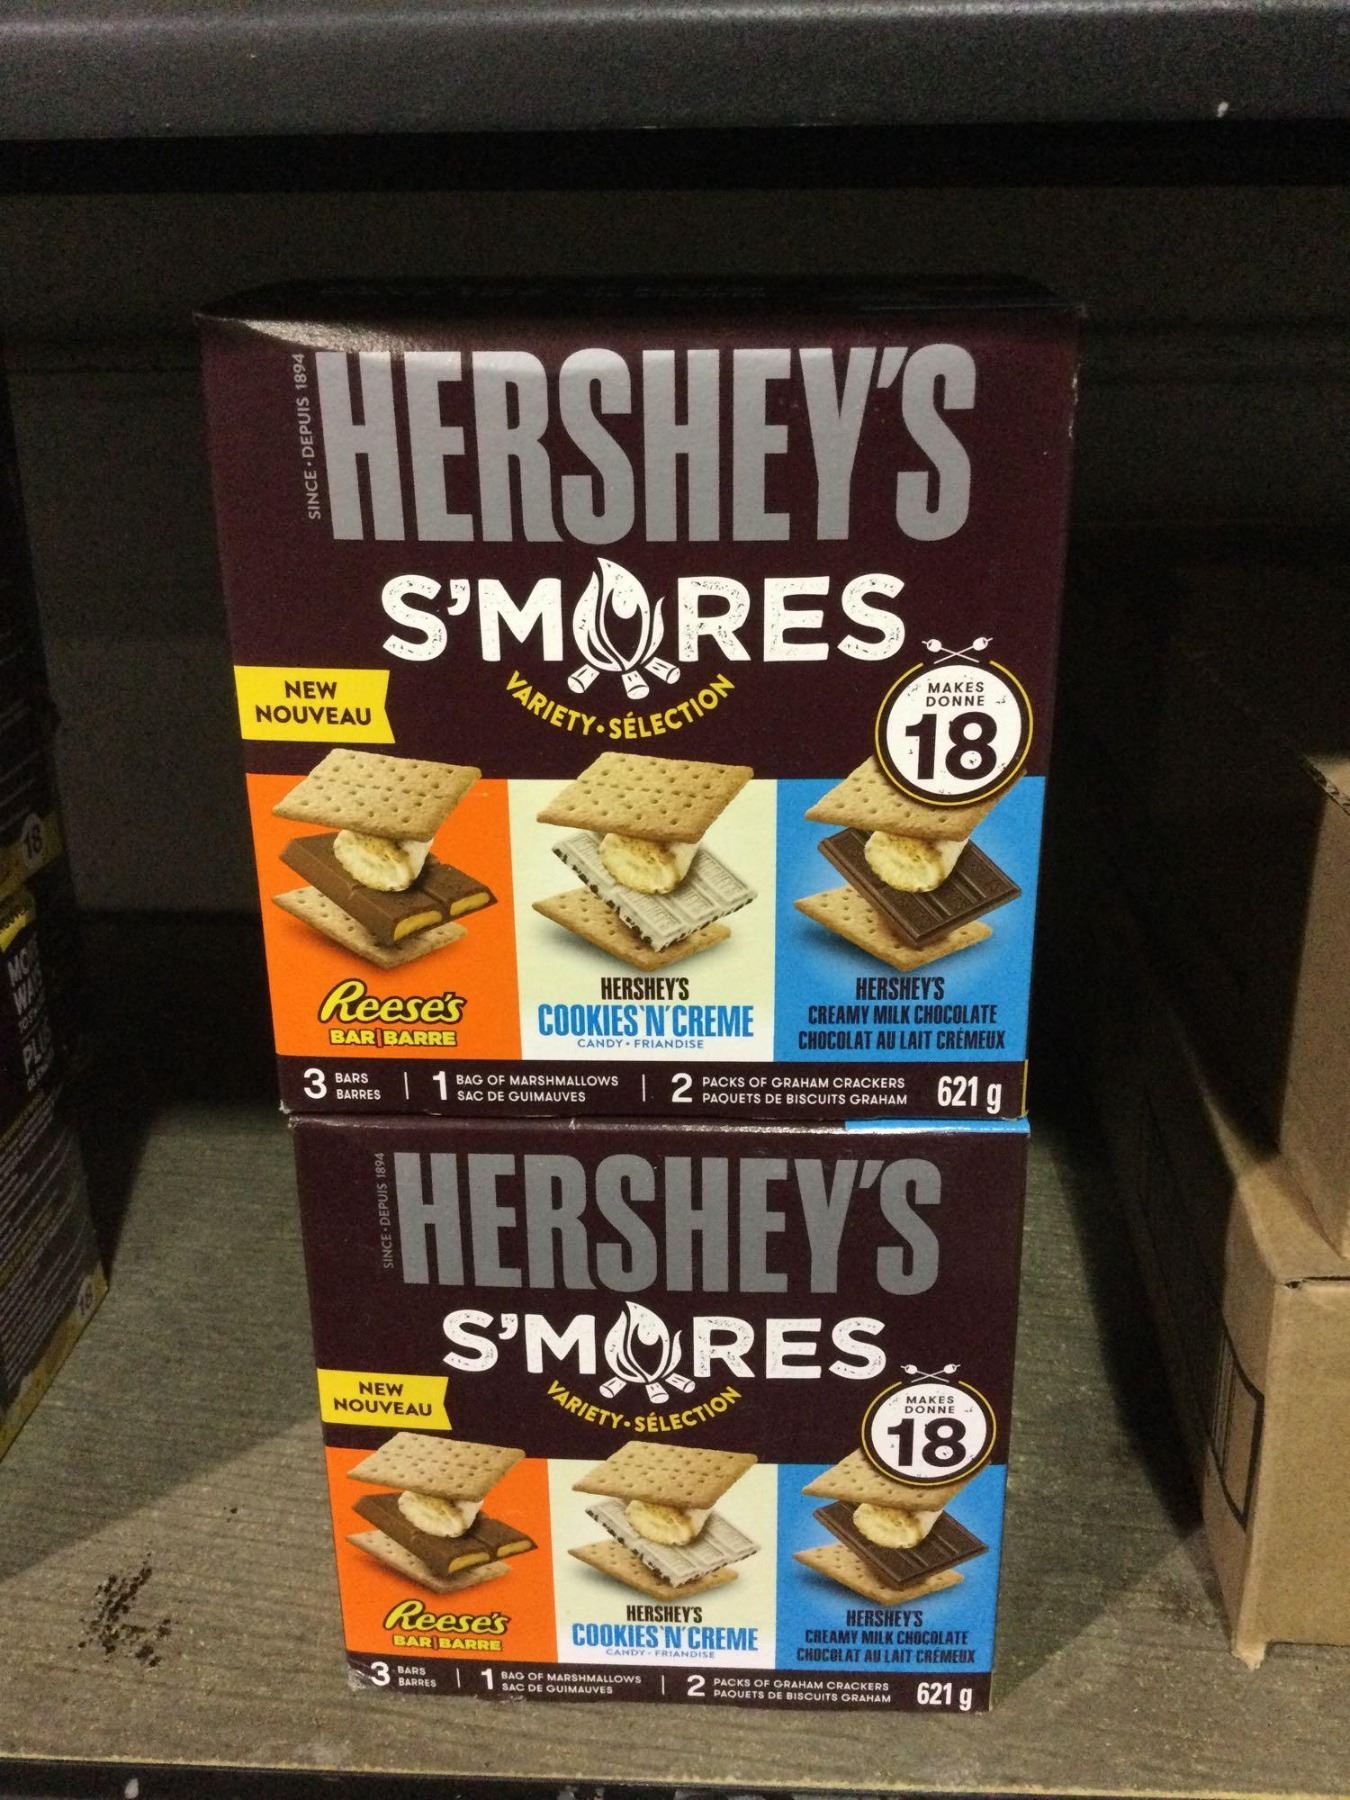 SINCE • DEPUIS 1894
HERSHEY'S
S'MORES
VARIETY • SÉLECTION
NEW
NOUVEAU
MAKES
DONNE
18
Reese's
BAR | BARRE
HERSHEY'S
COOKIES'N'CREME
CANDY • FRIANDISE
HERSHEY'S
CREAMY MILK CHOCOLATE
CHOCOLAT AU LAIT CRÉMEUX
3 BARS
BARRES
1 BAG OF MARSHMALLOWS
SAC DE GUIMAUVES
2 PACKS OF GRAHAM CRACKERS
PAQUETS DE BISCUITS GRAHAM
621 g
SINCE • DEPUIS 1894
HERSHEY'S
S'MORES
VARIETY • SÉLECTION
NEW
NOUVEAU
MAKES
DONNE
18
Reese's
BAR | BARRE
HERSHEY'S
COOKIES'N'CREME
CANDY • FRIANDISE
HERSHEY'S
CREAMY MILK CHOCOLATE
CHOCOLAT AU LAIT CRÉMEUX
3 BARS
BARRES
1 BAG OF MARSHMALLOWS
SAC DE GUIMAUVES
2 PACKS OF GRAHAM CRACKERS
PAQUETS DE BISCUITS GRAHAM
621 g
18
18